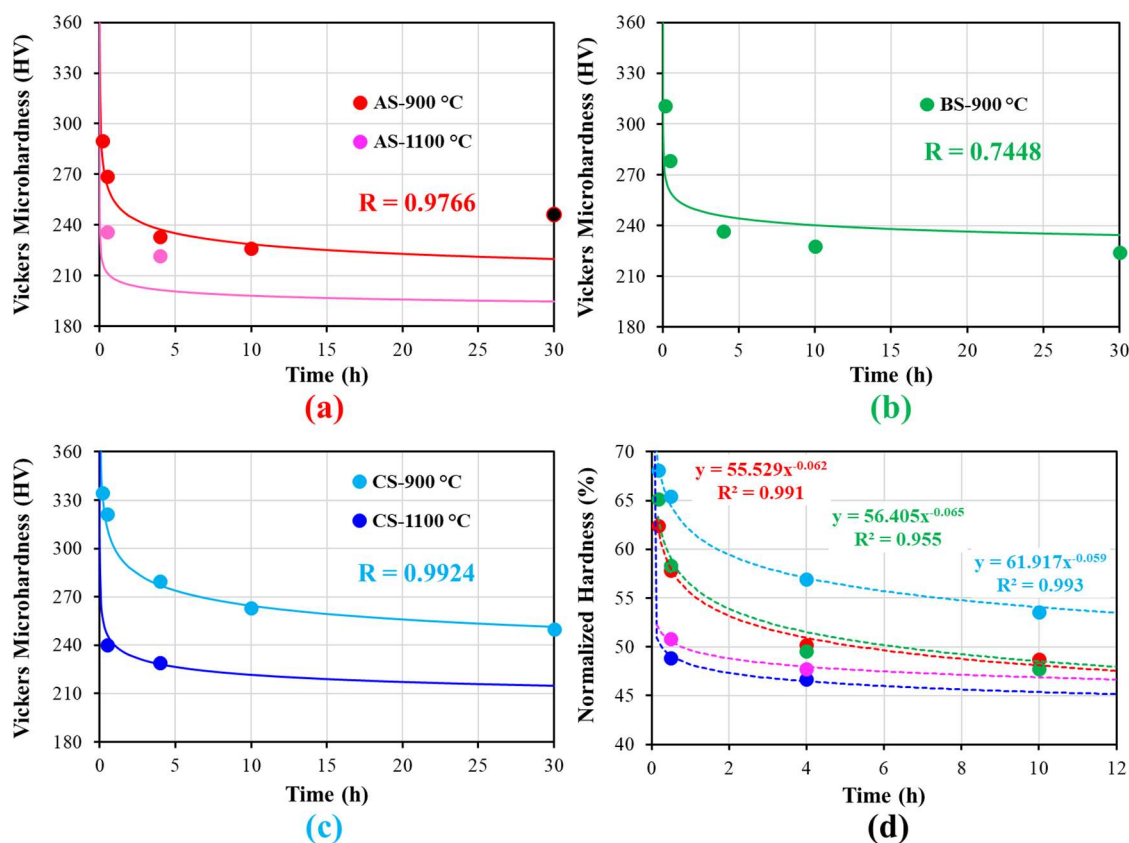 Vickers Microhardness (HV)
360
330
300
270
240
210
180
AS-900 °C
AS-1100 °C
R = 0.9766
0 5 10 15 20 25 30
Time (h)
(a)
Vickers Microhardness (HV)
360
330
300
270
240
210
180
BS-900 °C
R = 0.7448
0 5 10 15 20 25 30
Time (h)
(b)
Vickers Microhardness (HV)
360
330
300
270
240
210
180
CS-900 °C
CS-1100 °C
R = 0.9924
0 5 10 15 20 25 30
Time (h)
(c)
Normalized Hardness (%)
70
65
60
55
50
45
40
y = 55.529x^-0.062
R² = 0.991
y = 56.405x^-0.065
R² = 0.955
y = 61.917x^-0.059
R² = 0.993
0 2 4 6 8 10 12
Time (h)
(d)